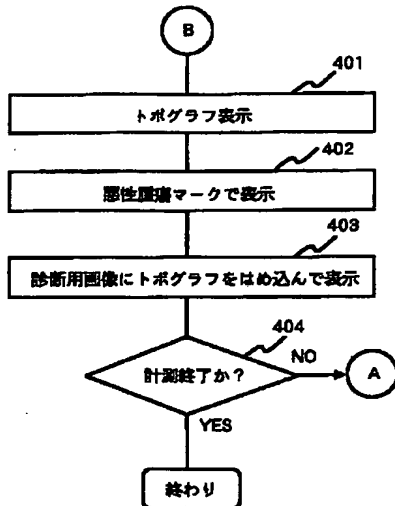 B
401
トポグラフ表示
402
悪性腫瘍マークで表示
403
診断用画像にトポグラフをはめ込んで表示
404
計測終了か?
NO
A
YES
終わり